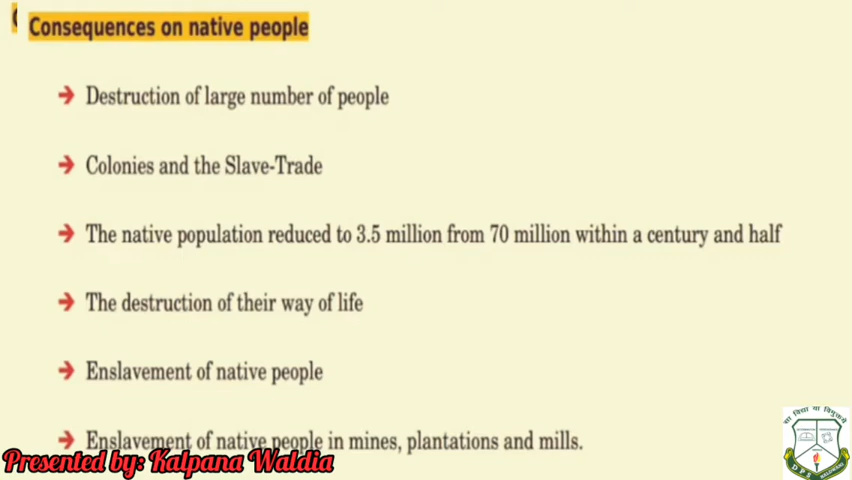 Consequences on native people
→ Destruction of large number of people
→ Colonies and the Slave-Trade
→ The native population reduced to 3.5 million from 70 million within a century and half
→ The destruction of their way of life
→ Enslavement of native people
→ Enslavement of native people in mines, plantations and mills.
Presented by: Kalpana Waldia
सा विद्या या विमुक्तये
DPS